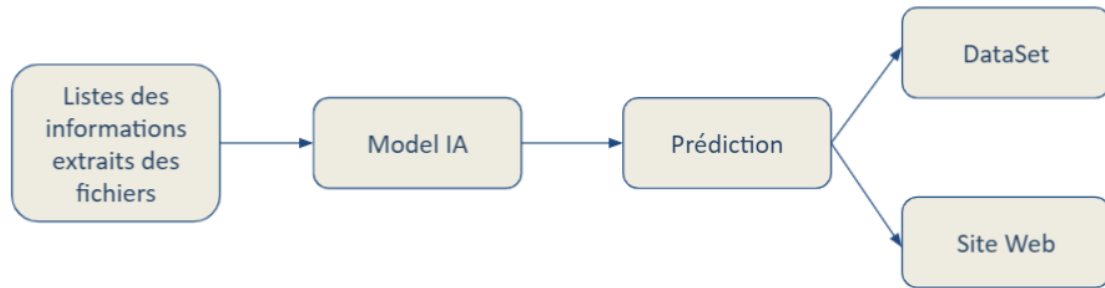 Listes des
informations
extraits des
fichiers
Model IA
Prédiction
DataSet
Site Web